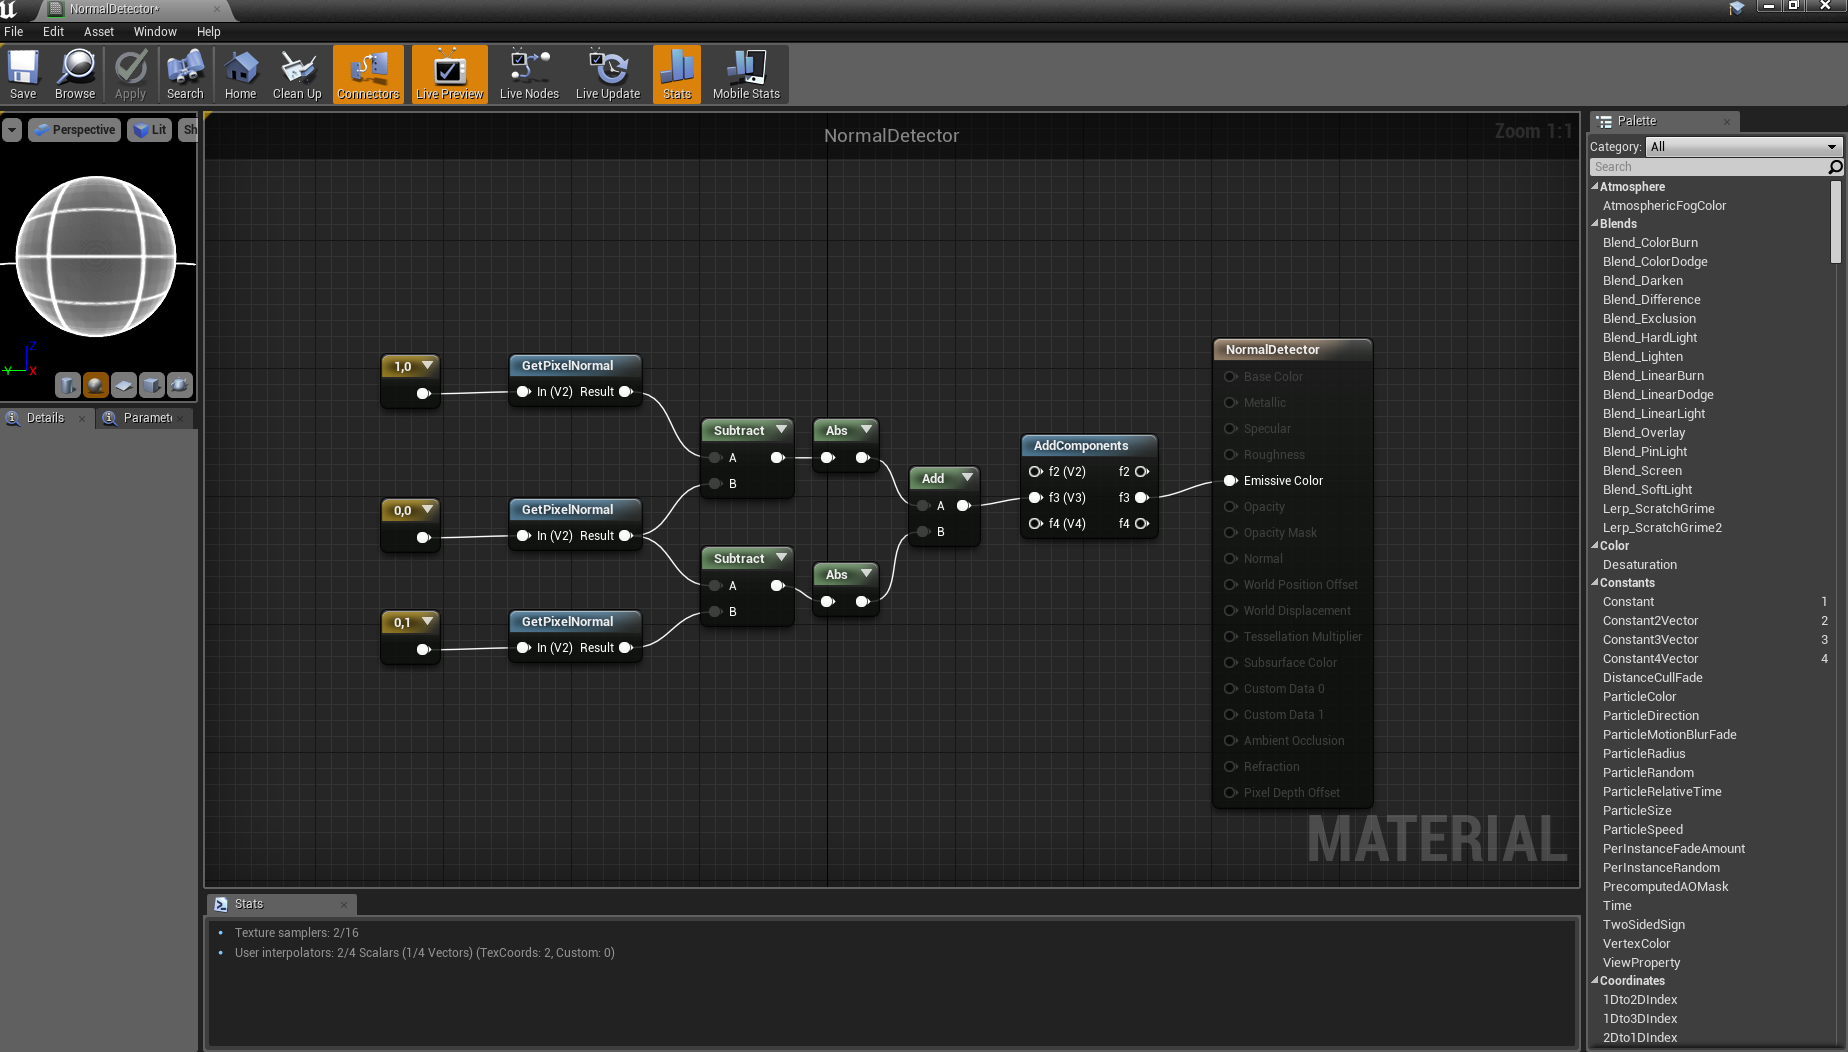 NormalDetector*
File Edit Asset Window Help
Save Browse Apply Search Home Clean Up Connectors Live Preview Live Nodes Live Update Stats Mobile Stats
Perspective Lit Sh
NormalDetector
Zoom 1:1
Z
Y X
Details Paramet
1,0
GetPixelNormal
In (V2) Result
0,0
GetPixelNormal
In (V2) Result
0,1
GetPixelNormal
In (V2) Result
Subtract
A
B
Abs
Subtract
A
B
Abs
Add
A
B
AddComponents
f2 (V2) f2
f3 (V3) f3
f4 (V4) f4
NormalDetector
Base Color
Metallic
Specular
Roughness
Emissive Color
Opacity
Opacity Mask
Normal
World Position Offset
World Displacement
Tessellation Multiplier
Subsurface Color
Custom Data 0
Custom Data 1
Ambient Occlusion
Refraction
Pixel Depth Offset
MATERIAL
Stats
Texture samplers: 2/16
User interpolators: 2/4 Scalars (1/4 Vectors) (TexCoords: 2, Custom: 0)
Palette
Category: All
Search
Atmosphere
AtmosphericFogColor
Blends
Blend_ColorBurn
Blend_ColorDodge
Blend_Darken
Blend_Difference
Blend_Exclusion
Blend_HardLight
Blend_Lighten
Blend_LinearBurn
Blend_LinearDodge
Blend_LinearLight
Blend_Overlay
Blend_PinLight
Blend_Screen
Blend_SoftLight
Lerp_ScratchGrime
Lerp_ScratchGrime2
Color
Desaturation
Constants
Constant 1
Constant2Vector 2
Constant3Vector 3
Constant4Vector 4
DistanceCullFade
ParticleColor
ParticleDirection
ParticleMotionBlurFade
ParticleRadius
ParticleRandom
ParticleRelativeTime
ParticleSize
ParticleSpeed
PerInstanceFadeAmount
PerInstanceRandom
PrecomputedAOMask
Time
TwoSidedSign
VertexColor
ViewProperty
Coordinates
1Dto2DIndex
1Dto3DIndex
2Dto1DIndex